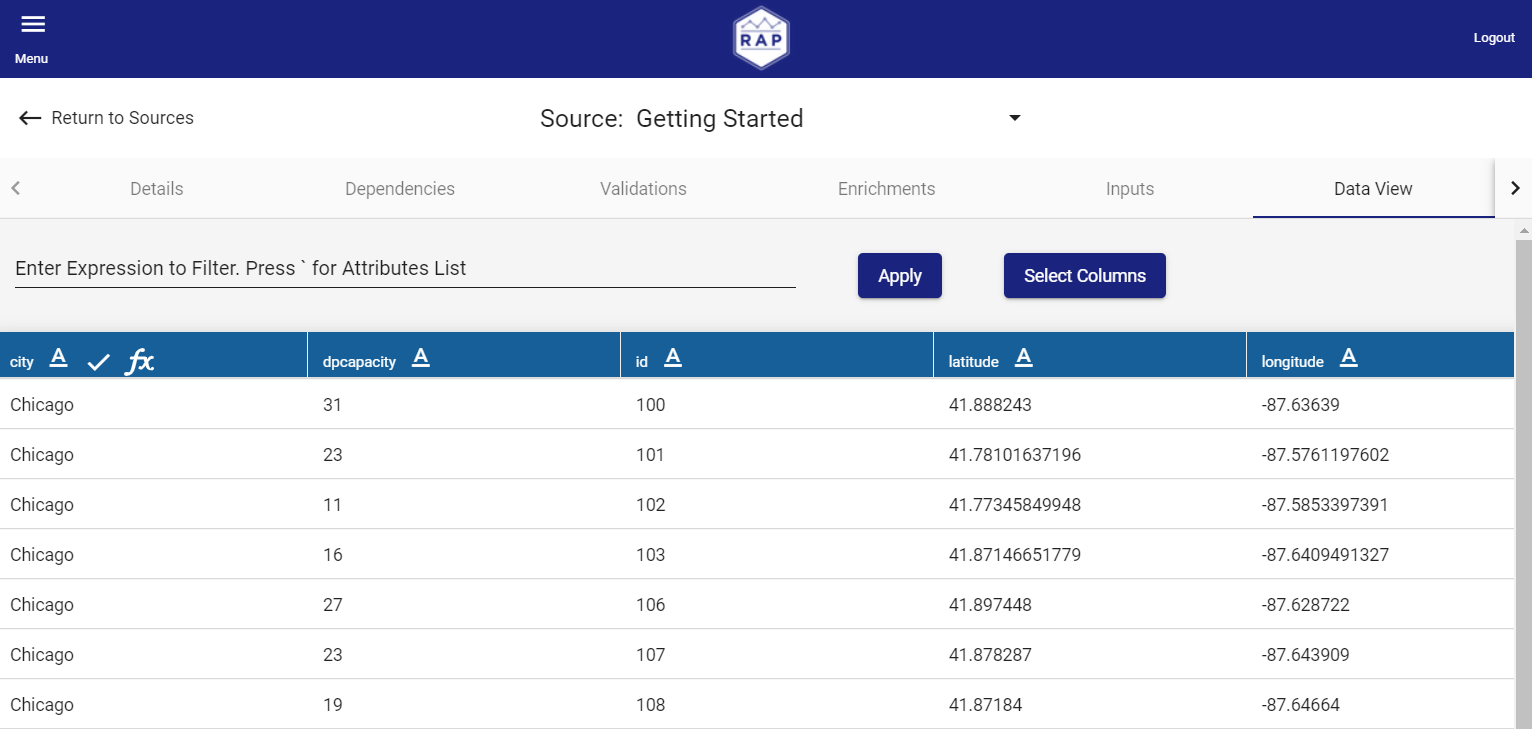 Menu
RAP
Logout
Return to Sources
Source: Getting Started
Details Dependencies Validations Enrichments Inputs Data View
Enter Expression to Filter. Press ` for Attributes List Apply Select Columns
city A fx dpcapacity A id A latitude A longitude A
Chicago 31 100 41.888243 -87.63639
Chicago 23 101 41.78101637196 -87.5761197602
Chicago 11 102 41.77345849948 -87.5853397391
Chicago 16 103 41.87146651779 -87.6409491327
Chicago 27 106 41.897448 -87.628722
Chicago 23 107 41.878287 -87.643909
Chicago 19 108 41.87184 -87.64664